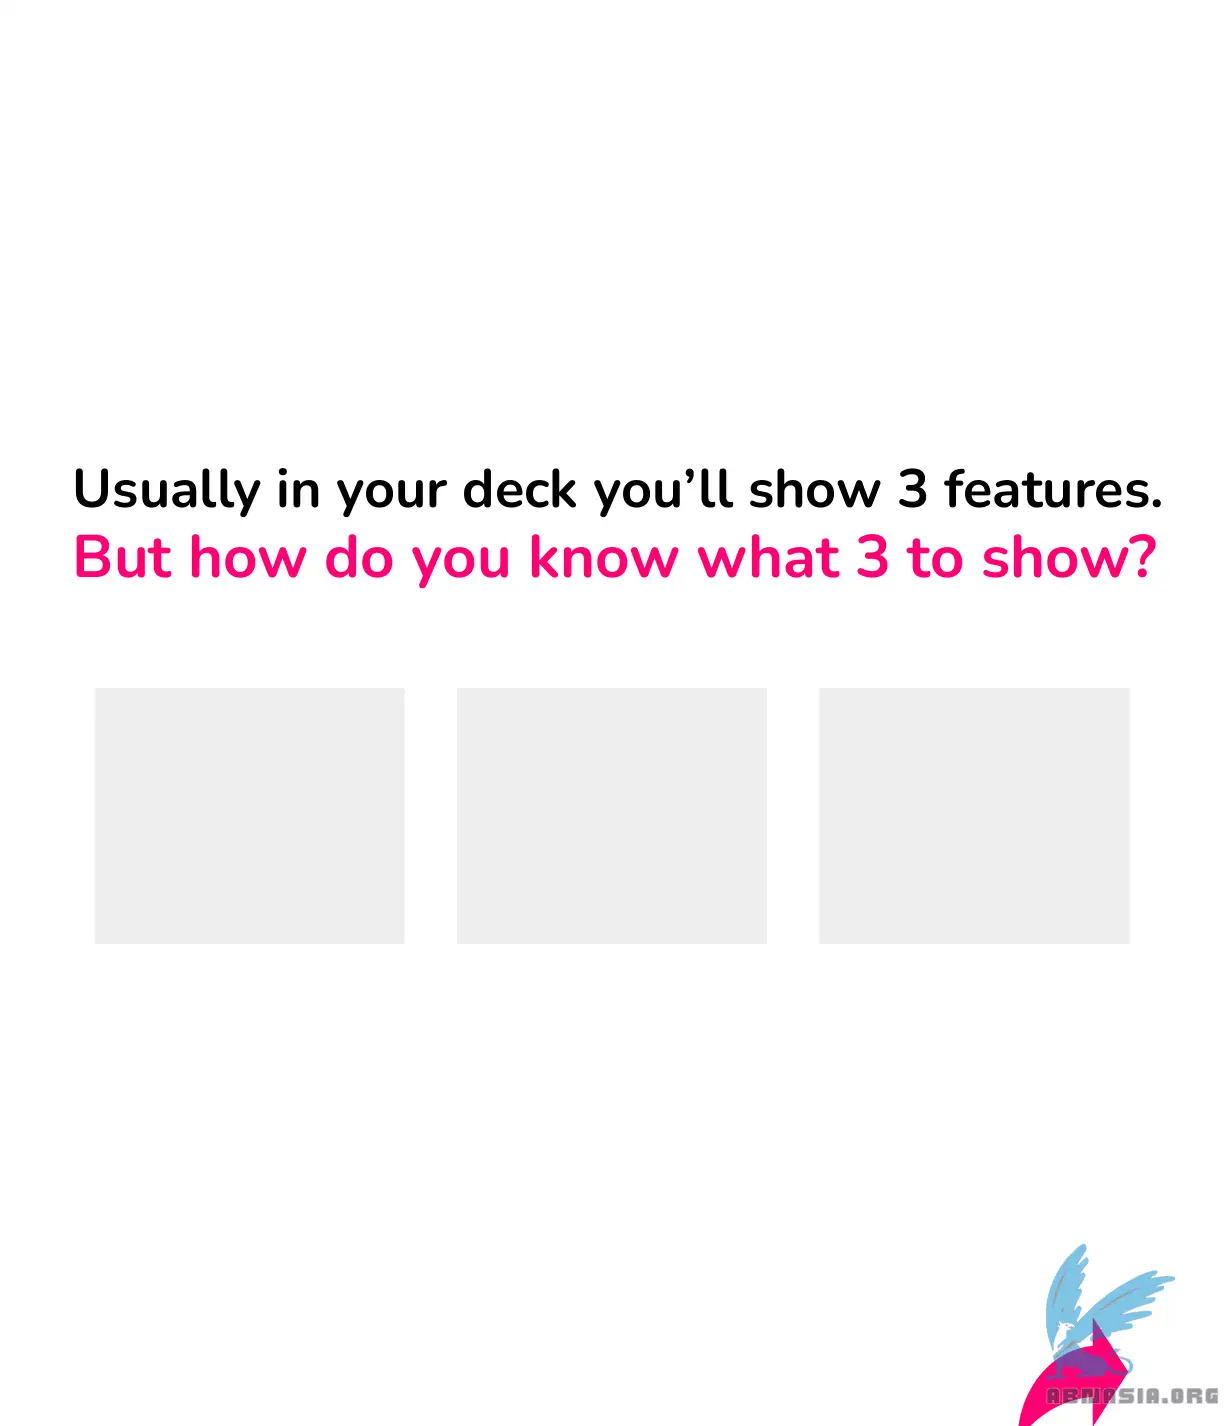 Usually in your deck you’ll show 3 features.
But how do you know what 3 to show?
ABNASIA.ORG